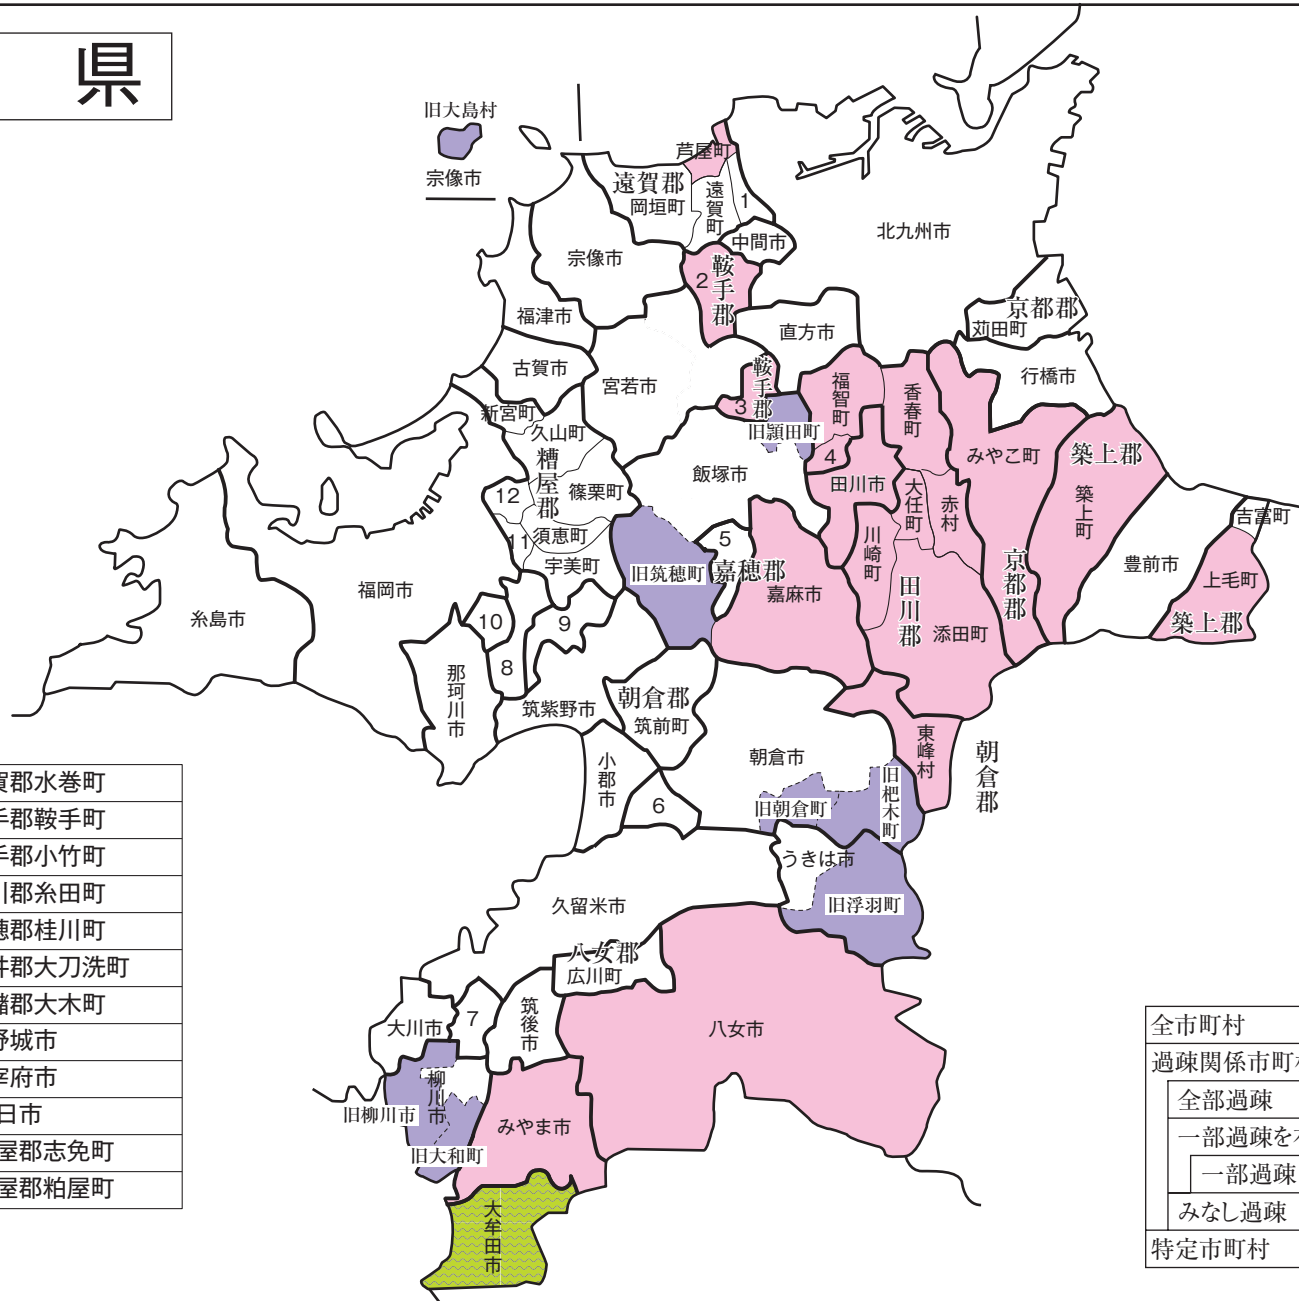 県
旧大島村
宗像市
芦屋町
遠賀郡
岡垣町
遠賀町
1
中間市
北九州市
宗像市
2
鞍手郡
京都郡
苅田町
福津市
直方市
行橋市
古賀市
宮若市
鞍手郡
3
福智町
香春町
旧頴田町
新宮町
久山町
糟屋郡
篠栗町
飯塚市
4
田川市
大任町
赤村
みやこ町
築上郡
築上町
吉富町
12
11
須恵町
宇美町
5
旧筑穂町
嘉穂郡
嘉麻市
川崎町
田川郡
添田町
京都郡
豊前市
上毛町
築上郡
福岡市
糸島市
10
9
8
那珂川市
筑紫野市
朝倉郡
筑前町
小郡市
6
朝倉市
東峰村
朝倉郡
旧朝倉町
旧杷木町
うきは市
旧浮羽町
久留米市
八女郡
広川町
大川市
7
筑後市
八女市
柳川市
旧柳川市
旧大和町
みやま市
大牟田市
賀郡水巻町
手郡鞍手町
手郡小竹町
川郡糸田町
穂郡桂川町
井郡大刀洗町
潴郡大木町
野城市
宰府市
日市
屋郡志免町
屋郡粕屋町
全市町村
過疎関係市町村
全部過疎
一部過疎を
一部過疎
みなし過疎
特定市町村